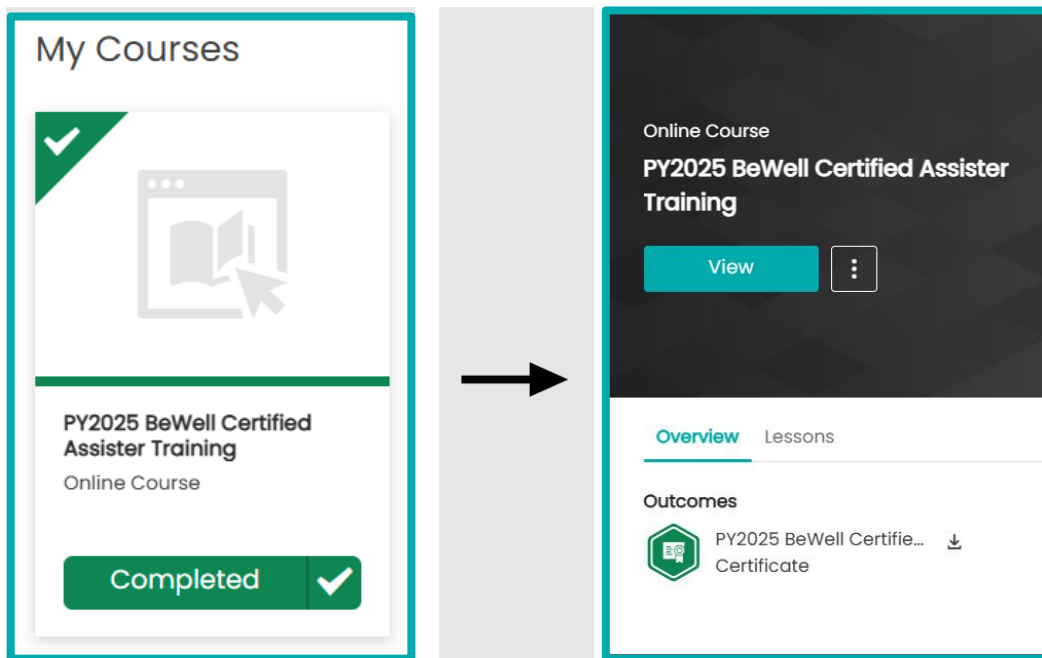 My Courses
PY2025 BeWell Certified
Assister Training
Online Course
Completed
Online Course
PY2025 BeWell Certified Assister
Training
View
Overview Lessons
Outcomes
PY2025 BeWell Certifie...
Certificate